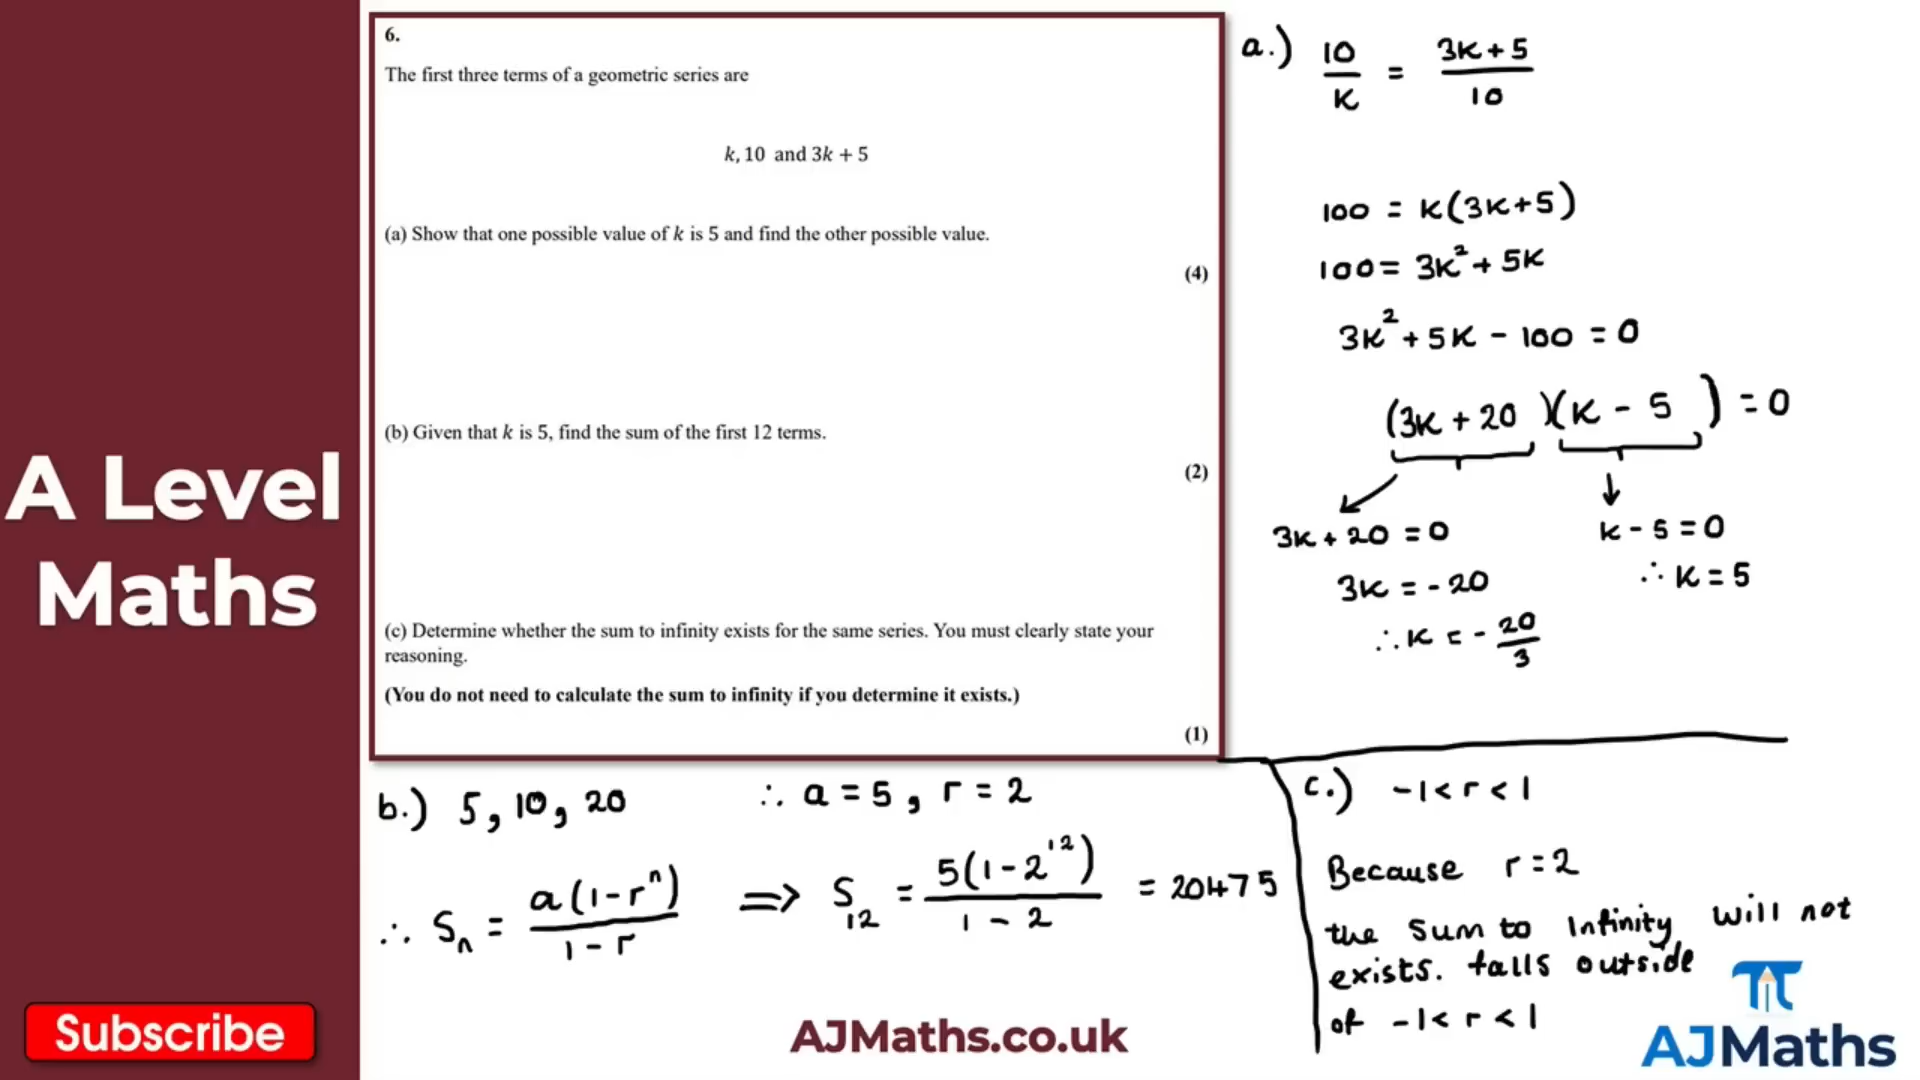 A Level
Maths
Subscribe
6.
The first three terms of a geometric series are
k, 10 and 3k + 5
(a) Show that one possible value of k is 5 and find the other possible value.
(4)
(b) Given that k is 5, find the sum of the first 12 terms.
(2)
(c) Determine whether the sum to infinity exists for the same series. You must clearly state your
reasoning.
(You do not need to calculate the sum to infinity if you determine it exists.)
(1)
a.) 10/k = 3k+5/10
100 = k(3k+5)
100 = 3k² + 5k
3k² + 5k - 100 = 0
(3k + 20)(k - 5) = 0
3k + 20 = 0
3k = -20
∴ k = -20/3
k - 5 = 0
∴ k = 5
b.) 5, 10, 20 ∴ a = 5, r = 2
∴ Sₙ = a(1-rⁿ)/1-r ⟹ S₁₂ = 5(1-2¹²)/1-2 = 20475
c.) -1 < r < 1
Because r = 2
the sum to Infinity will not
exists. falls outside
of -1 < r < 1
AJMaths.co.uk
AJMaths